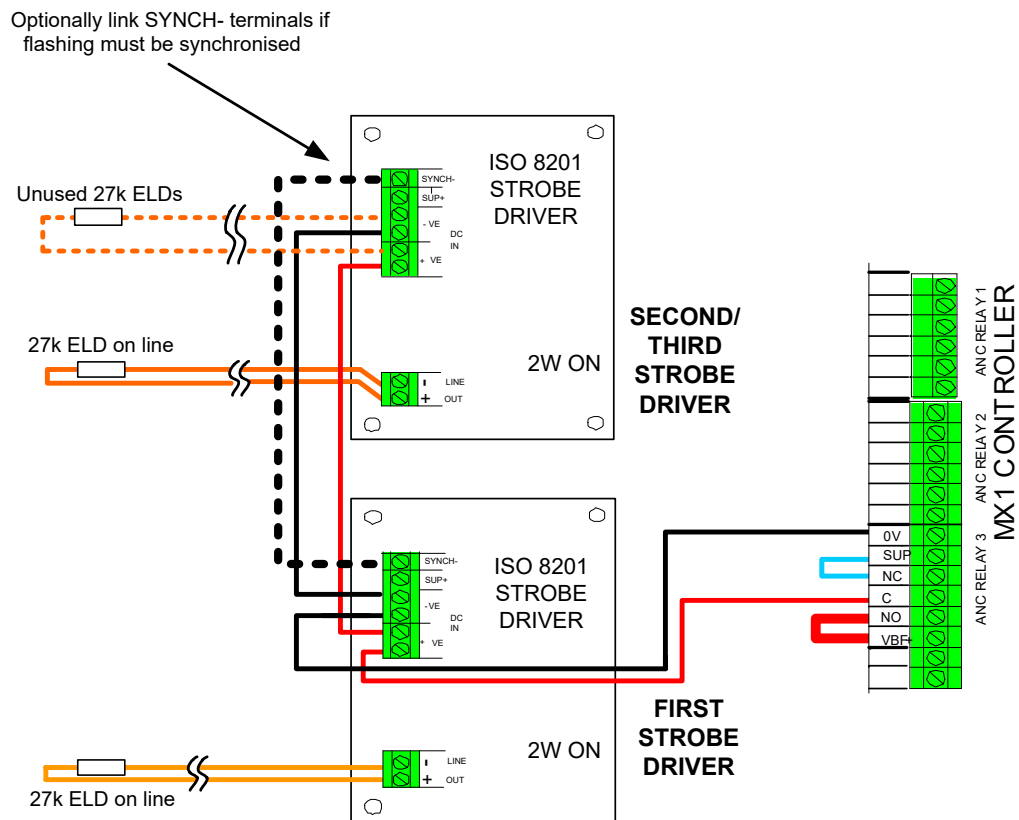 Optionally link SYNCH- terminals if
flashing must be synchronised
Unused 27k ELDs
27k ELD on line
SYNCH-
SUP+
- VE
DC
IN
+ VE
ISO 8201
STROBE
DRIVER
2W ON
- LINE
+ OUT
SECOND/
THIRD
STROBE
DRIVER
SYNCH-
SUP+
-VE
DC
IN
+ VE
ISO 8201
STROBE
DRIVER
2W ON
- LINE
+ OUT
27k ELD on line
FIRST
STROBE
DRIVER
0V
SUP
NC
C
NO
VBF+
ANC RELAY 1
ANC RELAY 2
ANC RELAY 3
MX1 CONTROLLER